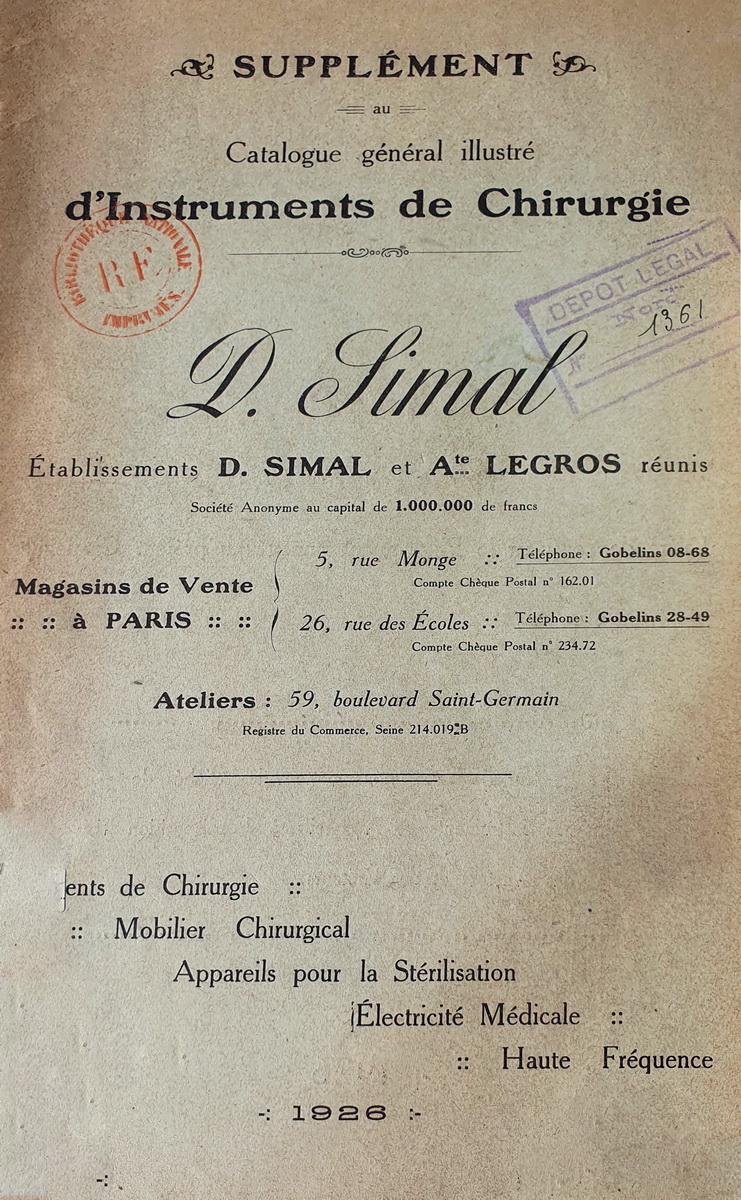 SUPPLÉMENT
au
Catalogue général illustré
d'Instruments de Chirurgie
BIBLIOTHÈQUE NATIONALE
R F
IMPRIMÉS
DEPOT LEGAL
N°
1361
D. Simal
Établissements D. SIMAL et Ate LEGROS réunis
Société Anonyme au capital de 1.000.000 de francs
Magasins de Vente
:: :: à PARIS :: ::
5, rue Monge :: Téléphone : Gobelins 08-68
Compte Chèque Postal n° 162.01
26, rue des Écoles :: Téléphone : Gobelins 28-49
Compte Chèque Postal n° 234.72
Ateliers : 59, boulevard Saint-Germain
Registre du Commerce, Seine 214.019 B
ents de Chirurgie ::
:: Mobilier Chirurgical
Appareils pour la Stérilisation
Électricité Médicale ::
:: Haute Fréquence
-: 1926 :-
-: